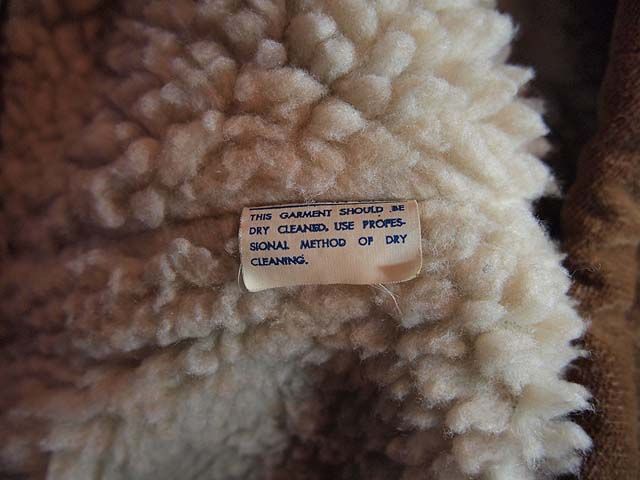 THIS GARMENT SHOULD BE
DRY CLEANED. USE PROFES-
SIONAL METHOD OF DRY
CLEANING.